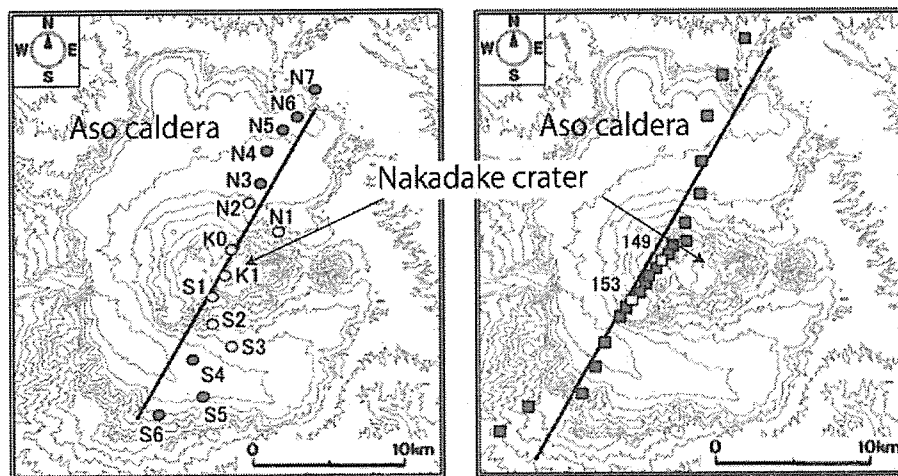 N
W E
S
Aso caldera
N7
N6
N5
N4
N3
N2
N1
K0
K1
S1
S2
S3
S4
S5
S6
0 10km
Nakadake crater
N
W E
S
Aso caldera
149
153
0 10km